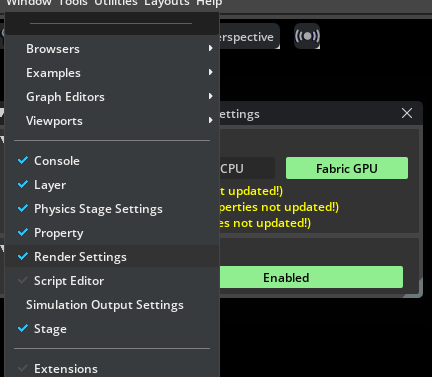 Window Tools Utilities Layouts Help
erspective
Browsers
Examples
Graph Editors
Viewports
ettings
Console
CPU
Fabric GPU
Layer
t updated!)
Physics Stage Settings
perties not updated!)
Property
es not updated!)
Render Settings
Script Editor
Enabled
Simulation Output Settings
Stage
Extensions